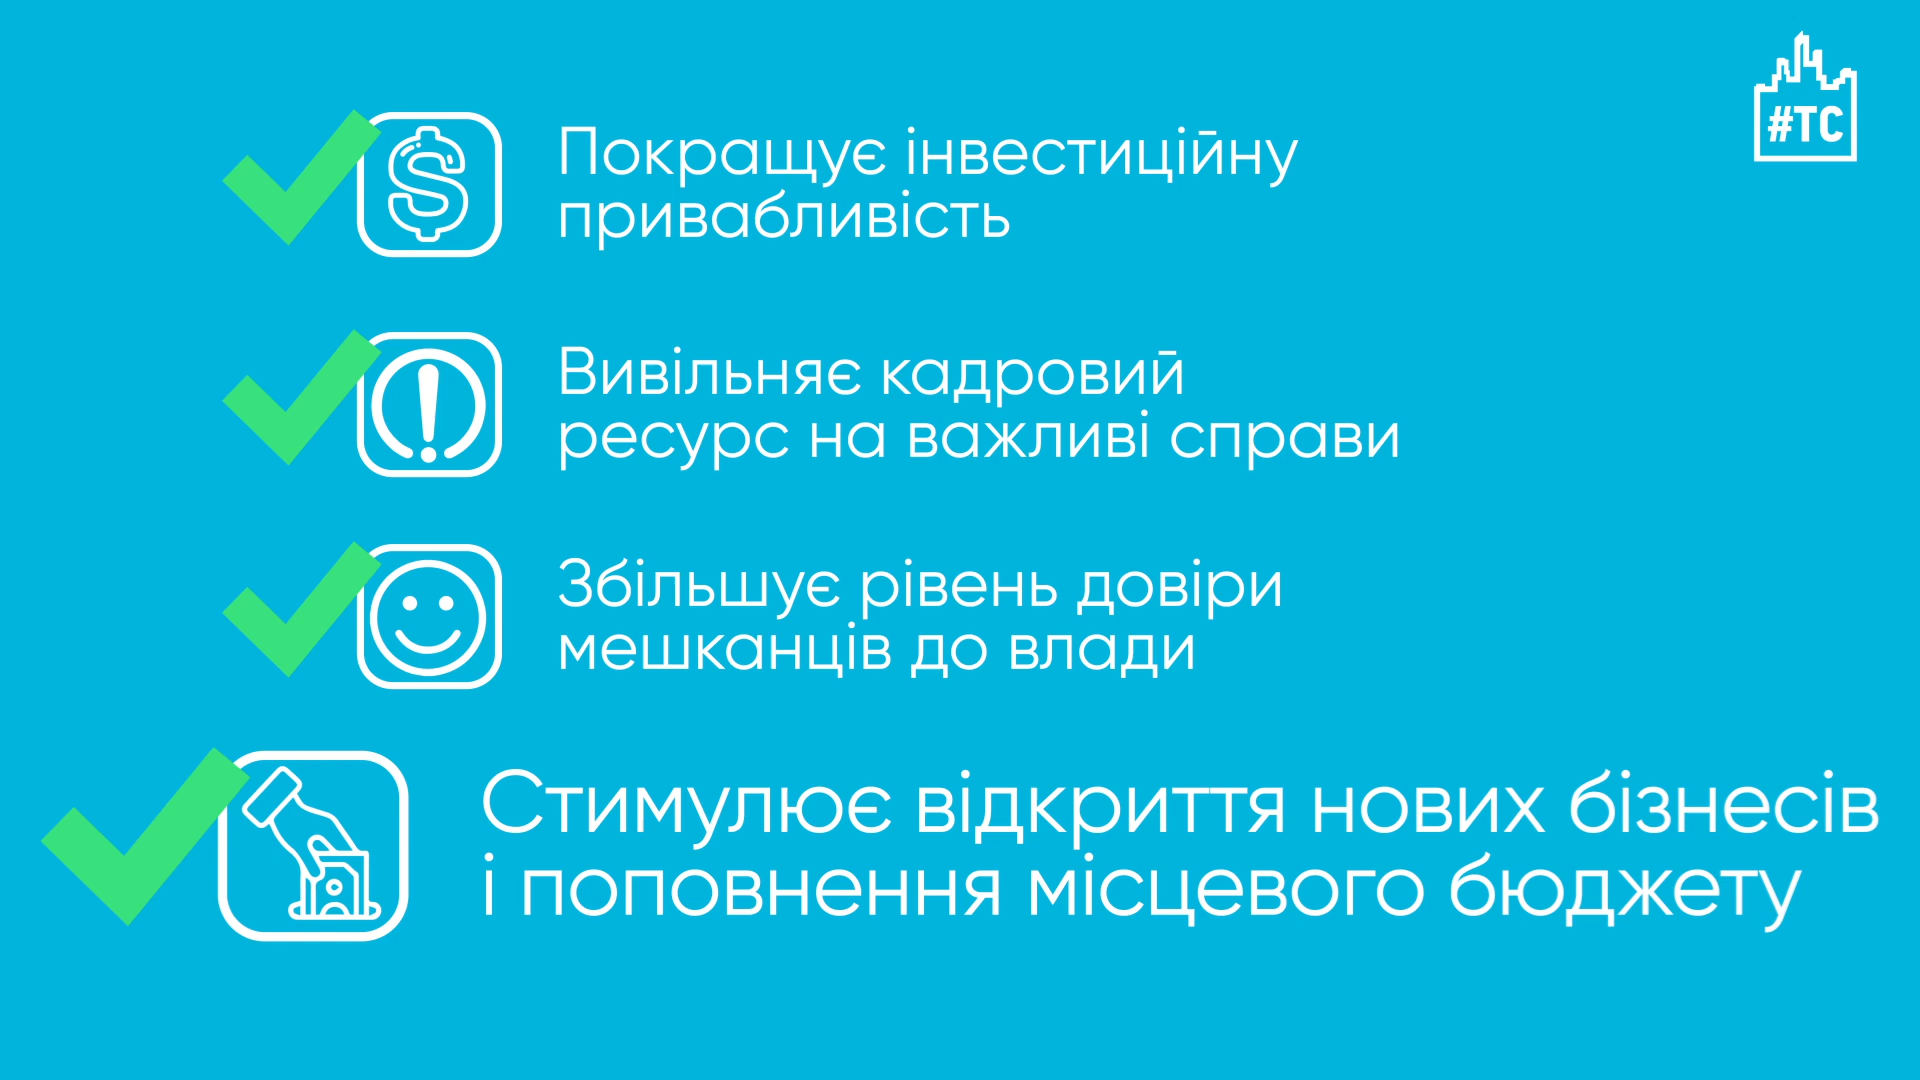 #ТС
Покращує інвестиційну
привабливість
Вивільняє кадровий
ресурс на важливі справи
Збільшує рівень довіри
мешканців до влади
Стимулює відкриття нових бізнесів
і поповнення місцевого бюджету